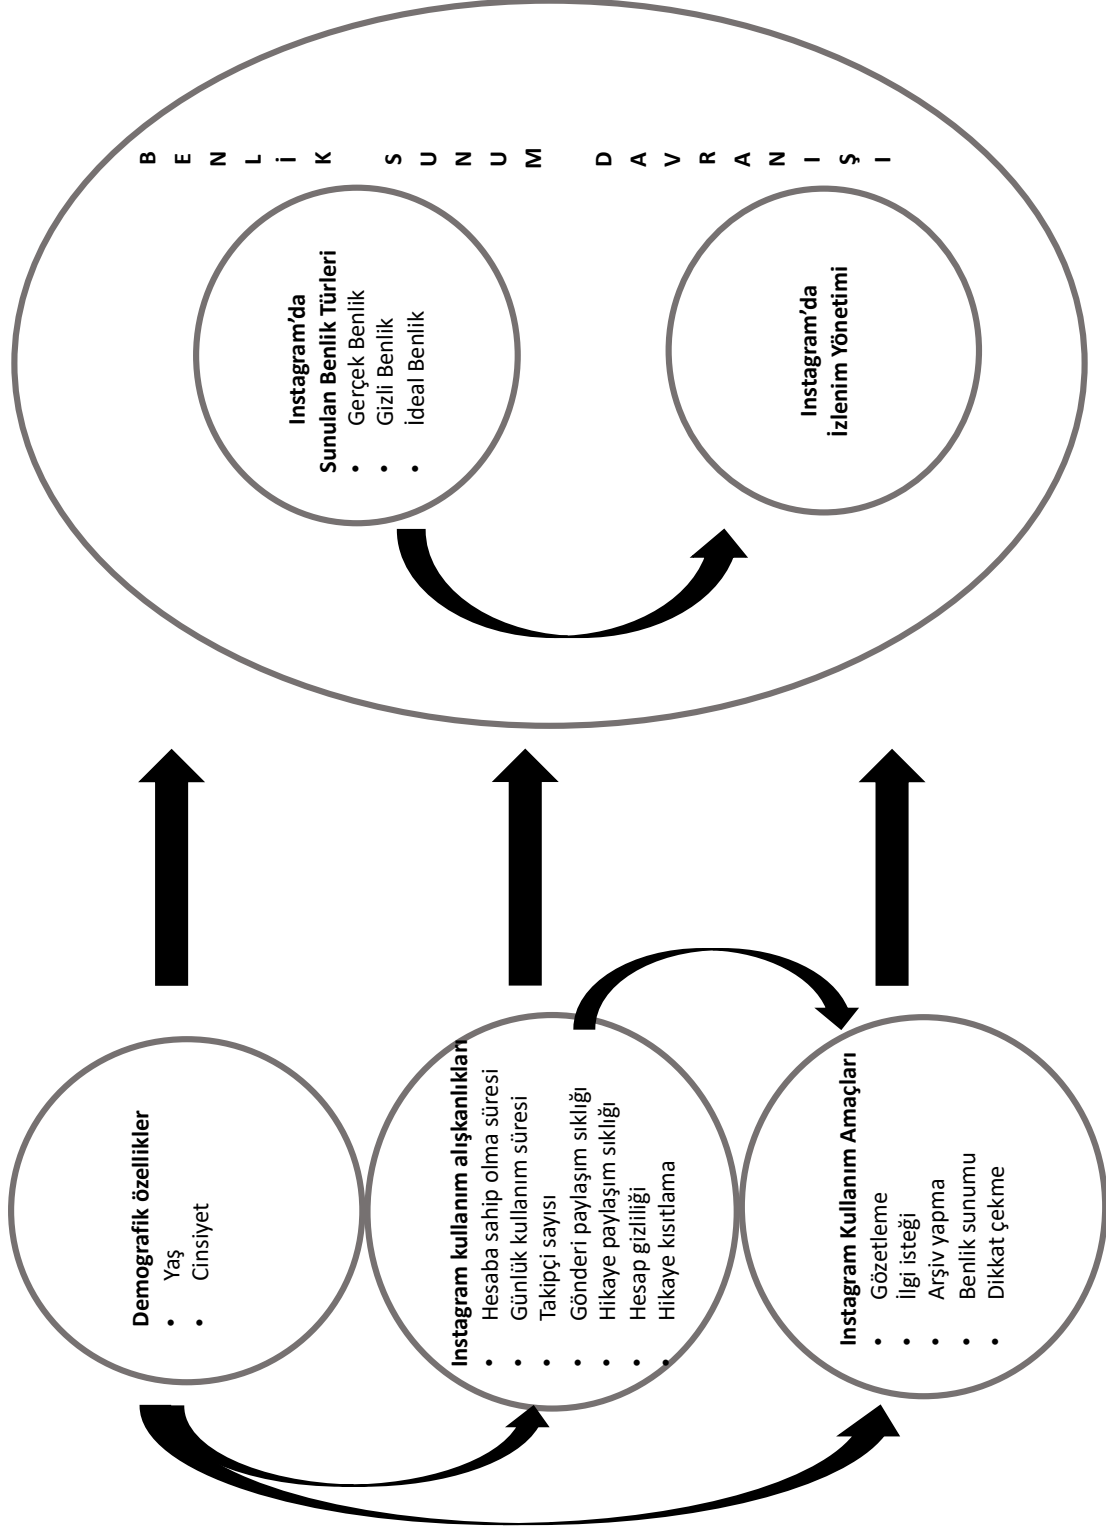 Demografik özellikler
• Yaş
• Cinsiyet
Instagram kullanım alışkanlıkları
• Hesaba sahip olma süresi
• Günlük kullanım süresi
• Takipçi sayısı
• Gönderi paylaşım sıklığı
• Hikaye paylaşım sıklığı
• Hesap gizliliği
• Hikaye kısıtlama
Instagram Kullanım Amaçları
• Gözetleme
• İlgi isteği
• Arşiv yapma
• Benlik sunumu
• Dikkat çekme
Instagram’da
Sunulan Benlik Türleri
• Gerçek Benlik
• Gizli Benlik
• İdeal Benlik
Instagram’da
İzlenim Yönetimi
BENLİK SUNUM DAVRANIŞI